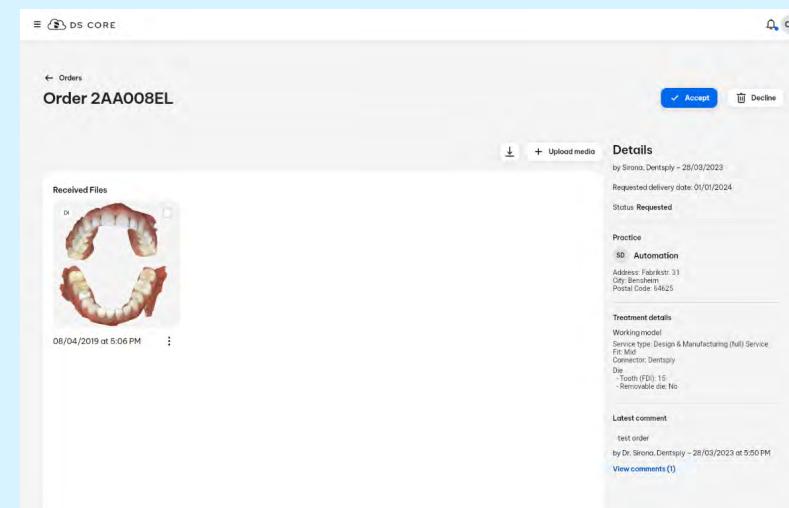 DS CORE
Orders
Order 2AA008EL
Accept
Decline
Upload media
Received Files
DI
08/04/2019 at 5:06 PM
Details
by Sirona, Dentsply – 28/03/2023
Requested delivery date: 01/01/2024
Status Requested
Practice
SD Automation
Address: Fabrikstr. 31
City: Bensheim
Postal Code: 64625
Treatment details
Working model
Service type: Design & Manufacturing (full) Service
Fit: Mid
Connector: Dentsply
Die
- Tooth (FDI): 15
- Removable die: No
Latest comment
test order
by Dr. Sirona, Dentsply – 28/03/2023 at 5:50 PM
View comments (1)